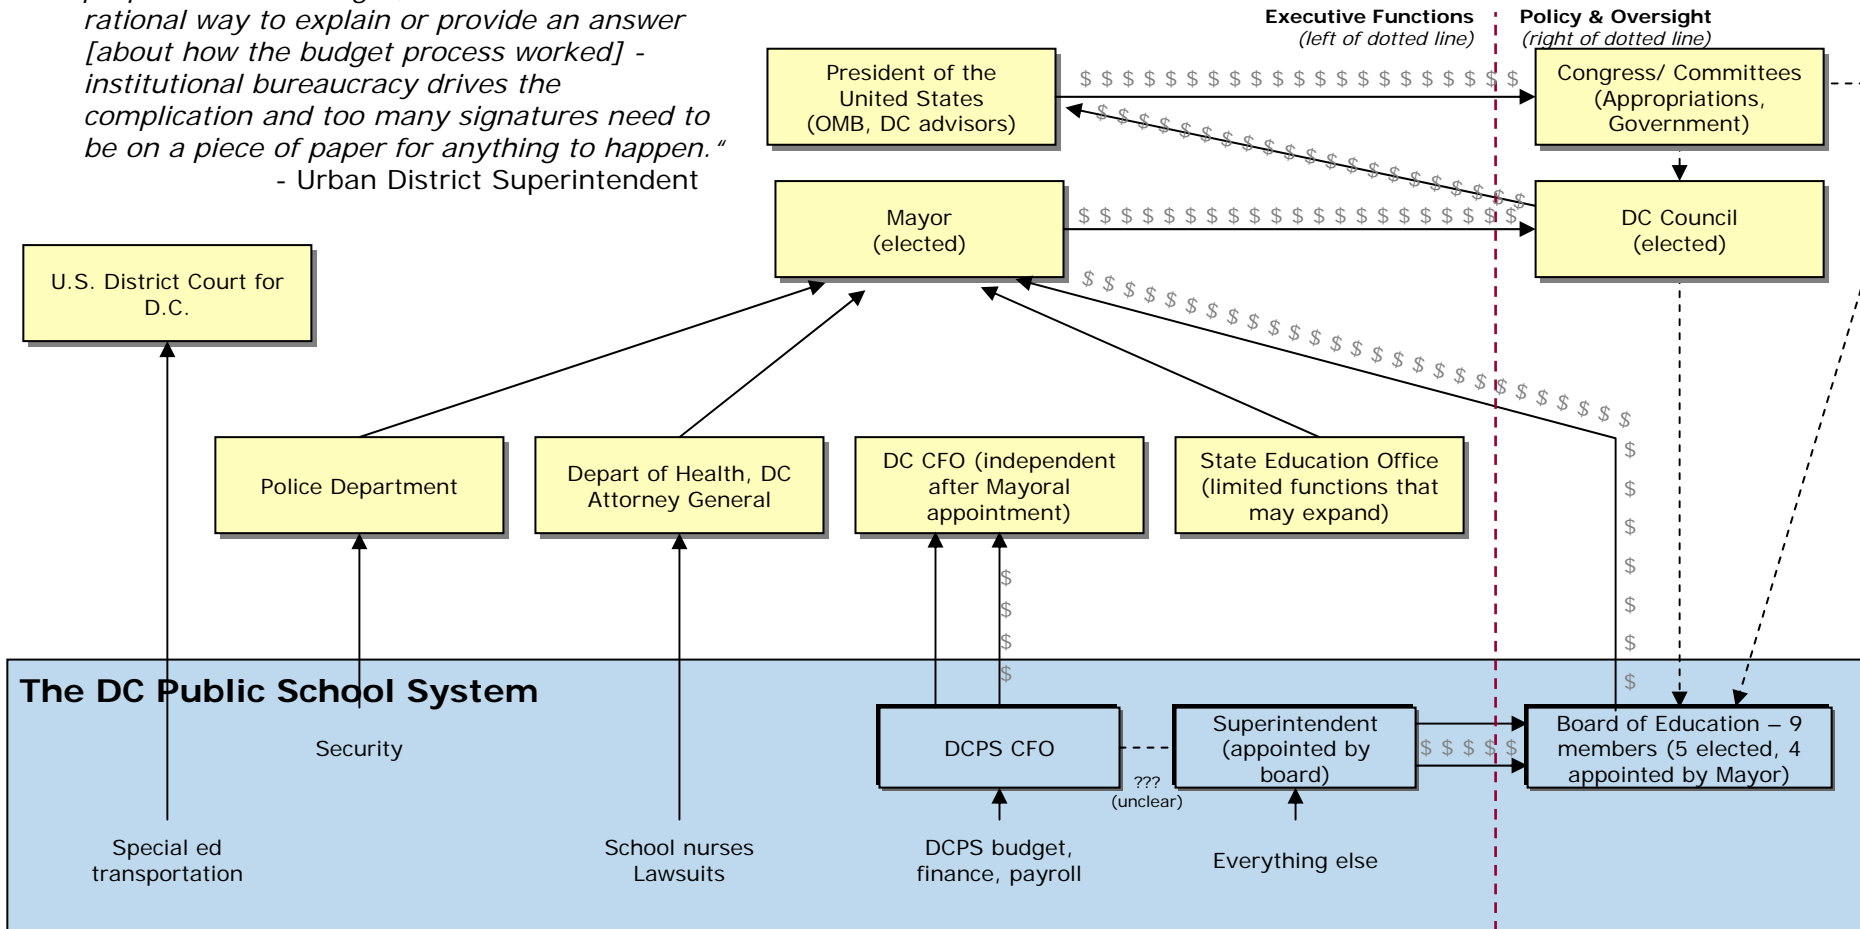 rational way to explain or provide an answer
[about how the budget process worked] -
institutional bureaucracy drives the
complication and too many signatures need to
be on a piece of paper for anything to happen.“
- Urban District Superintendent
Executive Functions
(left of dotted line)
Policy & Oversight
(right of dotted line)
President of the
United States
(OMB, DC advisors)
$ $ $ $ $ $ $ $ $ $ $ $ $ $ $ $ $ $ $
Congress/ Committees
(Appropriations,
Government)
$ $ $ $ $ $ $ $ $ $ $ $ $ $ $ $ $ $ $ $ $
Mayor
(elected)
$ $ $ $ $ $ $ $ $ $ $ $ $ $ $ $ $ $ $
DC Council
(elected)
U.S. District Court for
D.C.
$ $ $ $ $ $ $ $ $ $ $ $ $ $ $ $ $ $ $ $ $ $ $ $ $ $ $
Police Department
Depart of Health, DC
Attorney General
DC CFO (independent
after Mayoral
appointment)
State Education Office
(limited functions that
may expand)
$
$
$
$
$
$
$
$
$
$
$
The DC Public School System
Security
DCPS CFO
???
(unclear)
Superintendent
(appointed by
board)
$ $ $ $ $
Board of Education – 9
members (5 elected, 4
appointed by Mayor)
Special ed
transportation
School nurses
Lawsuits
DCPS budget,
finance, payroll
Everything else